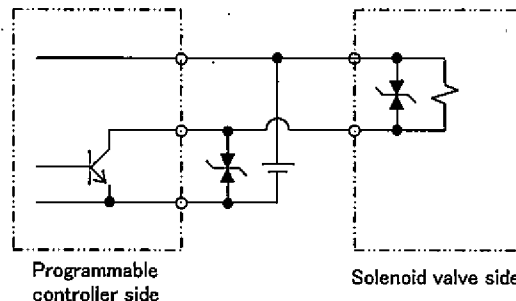 Programmable
controller side
Solenoid valve side